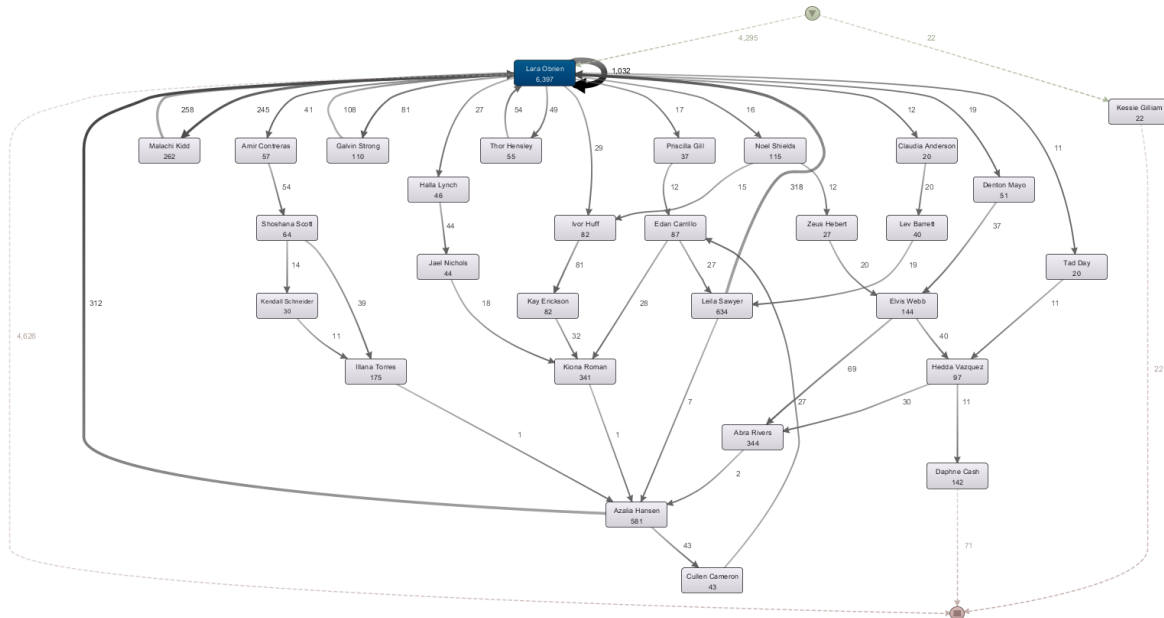 4,295
22
Lara Obrien
6,397
1,032
Kessie Gilliam
22
258
245
41
108
81
27
54
49
17
16
12
19
11
Malachi Kidd
262
Amir Contreras
57
Galvin Strong
110
Thor Hensley
55
29
Priscilla Gill
37
Noel Shields
115
Claudia Anderson
20
Halla Lynch
46
54
12
15
318
12
20
Denton Mayo
51
Shoshana Scott
64
44
Ivor Huff
82
Edan Carrillo
87
Zeus Hebert
27
Lev Barrett
40
37
14
Jael Nichols
44
81
27
20
19
Tad Day
20
312
39
Kendall Schneider
30
18
Kay Erickson
82
28
Leila Sawyer
634
Elvis Webb
144
11
4,626
11
32
40
Illana Torres
175
Kiona Roman
341
69
Hedda Vazquez
97
22
7
27
30
11
1
1
Abra Rivers
344
2
Daphne Cash
142
Azalia Hansen
581
43
71
Cullen Cameron
43